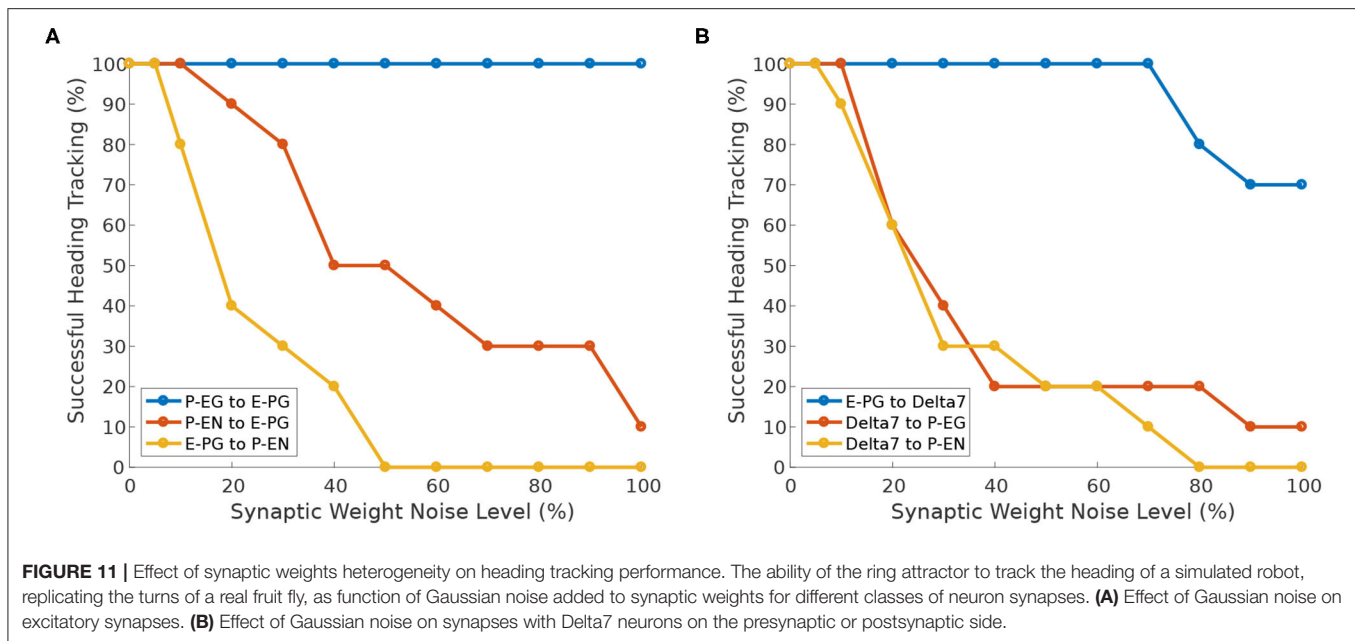 A
Successful Heading Tracking (%)
100
90
80
70
60
50
40
30
20
10
0
P-EG to E-PG
P-EN to E-PG
E-PG to P-EN
0 20 40 60 80 100
Synaptic Weight Noise Level (%)
B
Successful Heading Tracking (%)
100
90
80
70
60
50
40
30
20
10
0
E-PG to Delta7
Delta7 to P-EG
Delta7 to P-EN
0 20 40 60 80 100
Synaptic Weight Noise Level (%)
FIGURE 11 | Effect of synaptic weights heterogeneity on heading tracking performance. The ability of the ring attractor to track the heading of a simulated robot,
replicating the turns of a real fruit fly, as function of Gaussian noise added to synaptic weights for different classes of neuron synapses. (A) Effect of Gaussian noise on
excitatory synapses. (B) Effect of Gaussian noise on synapses with Delta7 neurons on the presynaptic or postsynaptic side.